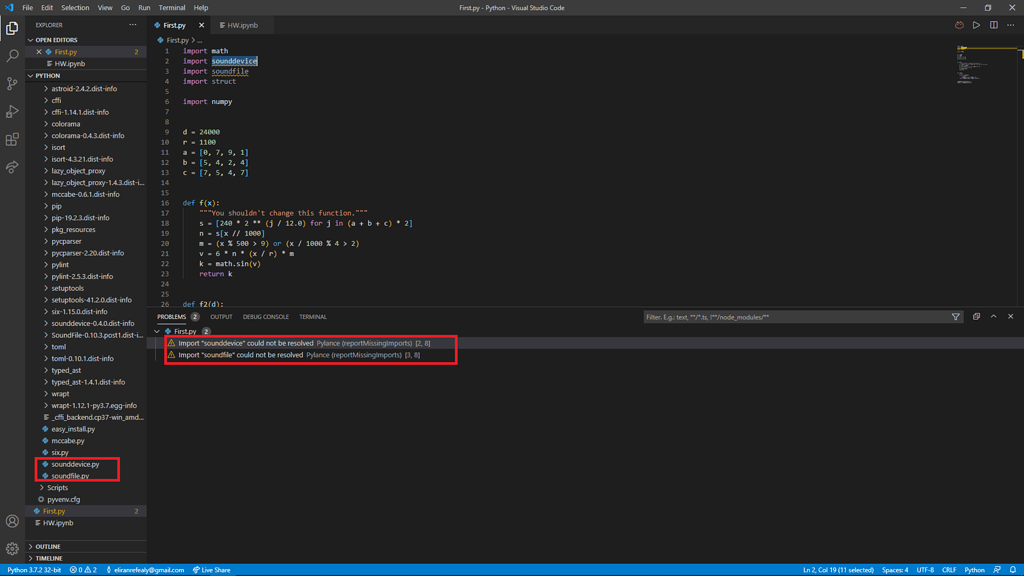 File Edit Selection View Go Run Terminal Help
First.py - Python - Visual Studio Code
EXPLORER
OPEN EDITORS
First.py 2
HW.ipynb
PYTHON
astroid-2.4.2.dist-info
cffi
cffi-1.14.1.dist-info
colorama
colorama-0.4.3.dist-info
isort
isort-4.3.21.dist-info
lazy_object_proxy
lazy_object_proxy-1.4.3.dist-i...
mccabe-0.6.1.dist-info
pip
pip-19.2.3.dist-info
pkg_resources
pycparser
pycparser-2.20.dist-info
pylint
pylint-2.5.3.dist-info
setuptools
setuptools-41.2.0.dist-info
six-1.15.0.dist-info
sounddevice-0.4.0.dist-info
SoundFile-0.10.3.post1.dist-i...
toml
toml-0.10.1.dist-info
typed_ast
typed_ast-1.4.1.dist-info
wrapt
wrapt-1.12.1-py3.7.egg-info
_cffi_backend.cp37-win_amd...
easy_install.py
mccabe.py
six.py
sounddevice.py
soundfile.py
Scripts
pyvenv.cfg
First.py 2
HW.ipynb
OUTLINE
TIMELINE
First.py HW.ipynb
First.py > ...
1 import math
2 import sounddevice
3 import soundfile
4 import struct
5
6 import numpy
7
8
9 d = 24000
10 r = 1100
11 a = [0, 7, 9, 1]
12 b = [5, 4, 2, 4]
13 c = [7, 5, 4, 7]
14
15
16 def f(x):
17 """You shouldn't change this function."""
18 s = [240 * 2 ** (j / 12.0) for j in (a + b + c) * 2]
19 n = s[x // 1000]
20 m = (x % 500 > 9) or (x / 1000 % 4 > 2)
21 v = 6 * n * (x / r) * m
22 k = math.sin(v)
23 return k
24
25
26 def f2(d):
PROBLEMS 2 OUTPUT DEBUG CONSOLE TERMINAL
Filter. E.g.: text, **/*.ts, !**/node_modules/**
First.py 2
Import "sounddevice" could not be resolved Pylance (reportMissingImports) [2, 8]
Import "soundfile" could not be resolved Pylance (reportMissingImports) [3, 8]
Python 3.7.2 32-bit 0 2 eliranrefealy@gmail.com Live Share
Ln 2, Col 19 (11 selected) Spaces: 4 UTF-8 CRLF Python